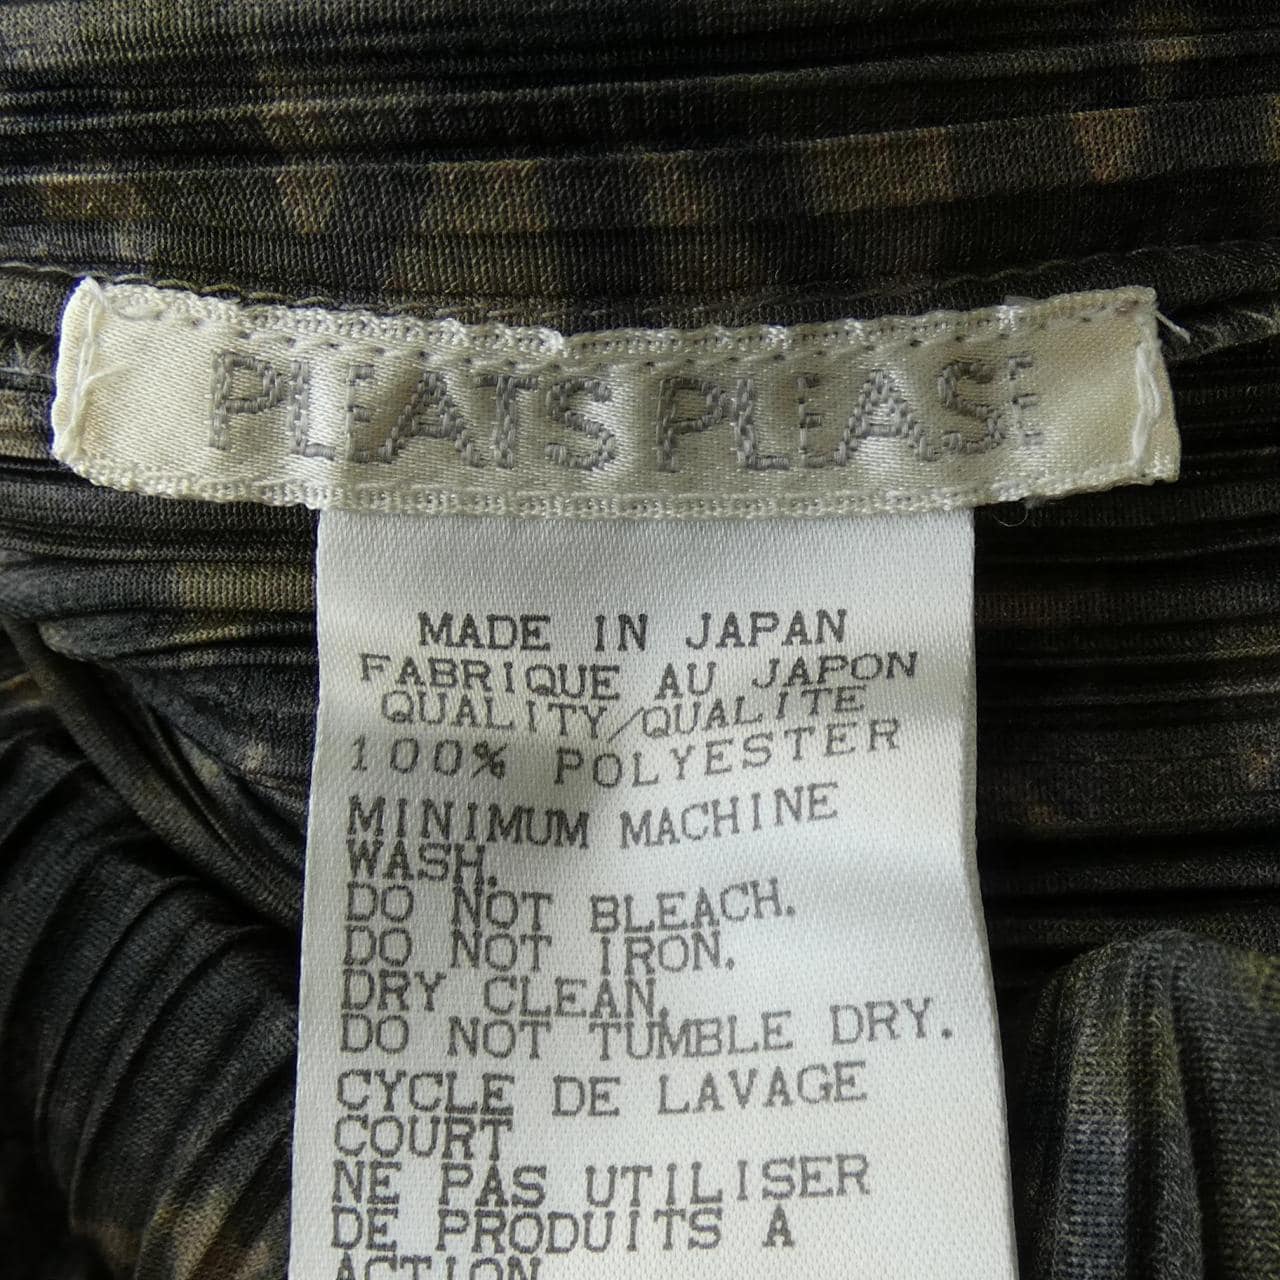 PLEATS PLEASE
MADE IN JAPAN
FABRIQUE AU JAPON
QUALITY/QUALITE
100% POLYESTER
MINIMUM MACHINE
WASH.
DO NOT BLEACH.
DO NOT IRON.
DRY CLEAN.
DO NOT TUMBLE DRY.
CYCLE DE LAVAGE
COURT
NE PAS UTILISER
DE PRODUITS A
ACTION